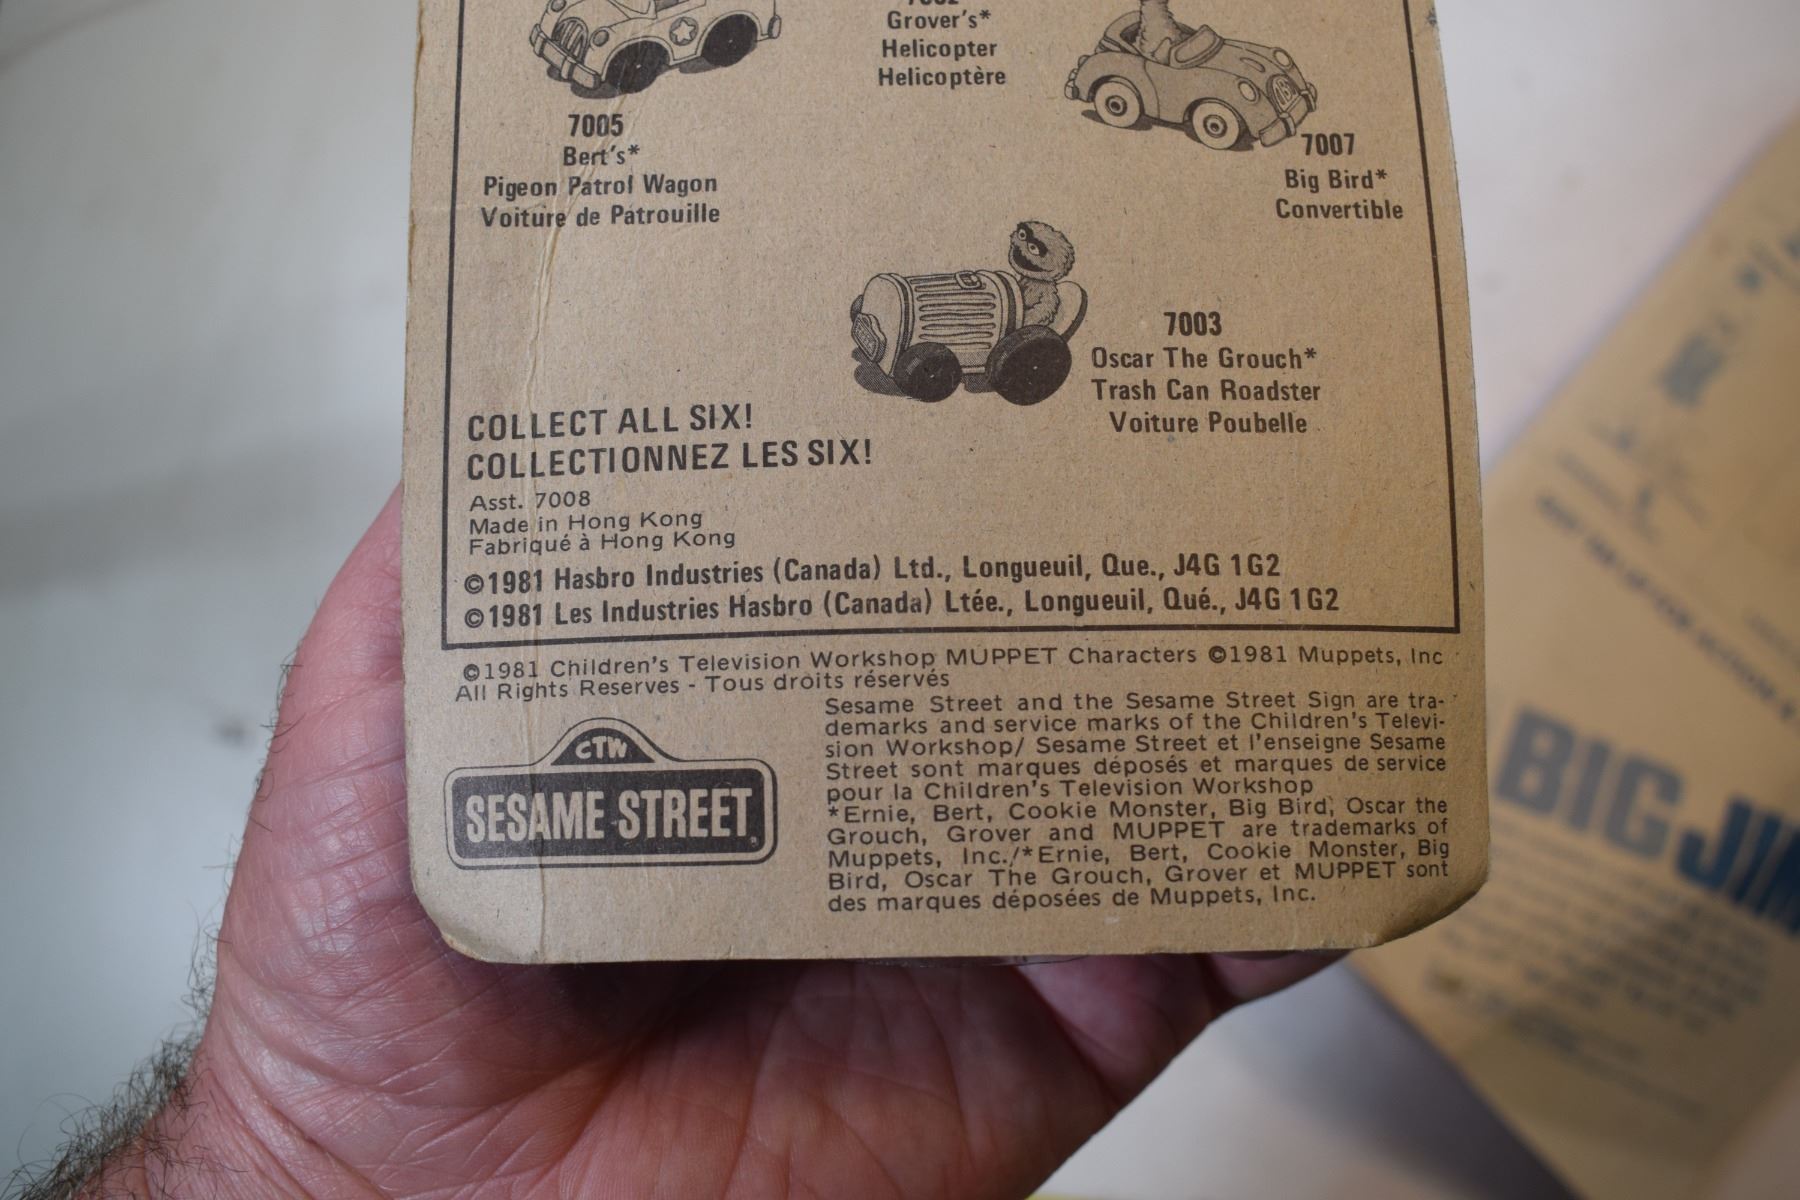 Grover's*
Helicopter
Helicoptère
7005
Bert's*
Pigeon Patrol Wagon
Voiture de Patrouille
7007
Big Bird*
Convertible
7003
Oscar The Grouch*
Trash Can Roadster
Voiture Poubelle
COLLECT ALL SIX!
COLLECTIONNEZ LES SIX!
Asst. 7008
Made in Hong Kong
Fabriqué à Hong Kong
©1981 Hasbro Industries (Canada) Ltd., Longueuil, Que., J4G 1G2
©1981 Les Industries Hasbro (Canada) Ltée., Longueuil, Qué., J4G 1G2
©1981 Children's Television Workshop MUPPET Characters ©1981 Muppets, Inc
All Rights Reserves - Tous droits réservés
CTW
SESAME STREET
Sesame Street and the Sesame Street Sign are tra-
demarks and service marks of the Children's Televi-
sion Workshop/ Sesame Street et l'enseigne Sesame
Street sont marques déposés et marques de service
pour la Children's Television Workshop
*Ernie, Bert, Cookie Monster, Big Bird, Oscar the
Grouch, Grover and MUPPET are trademarks of
Muppets, Inc./*Ernie, Bert, Cookie Monster, Big
Bird, Oscar The Grouch, Grover et MUPPET sont
des marques déposées de Muppets, Inc.
BIG